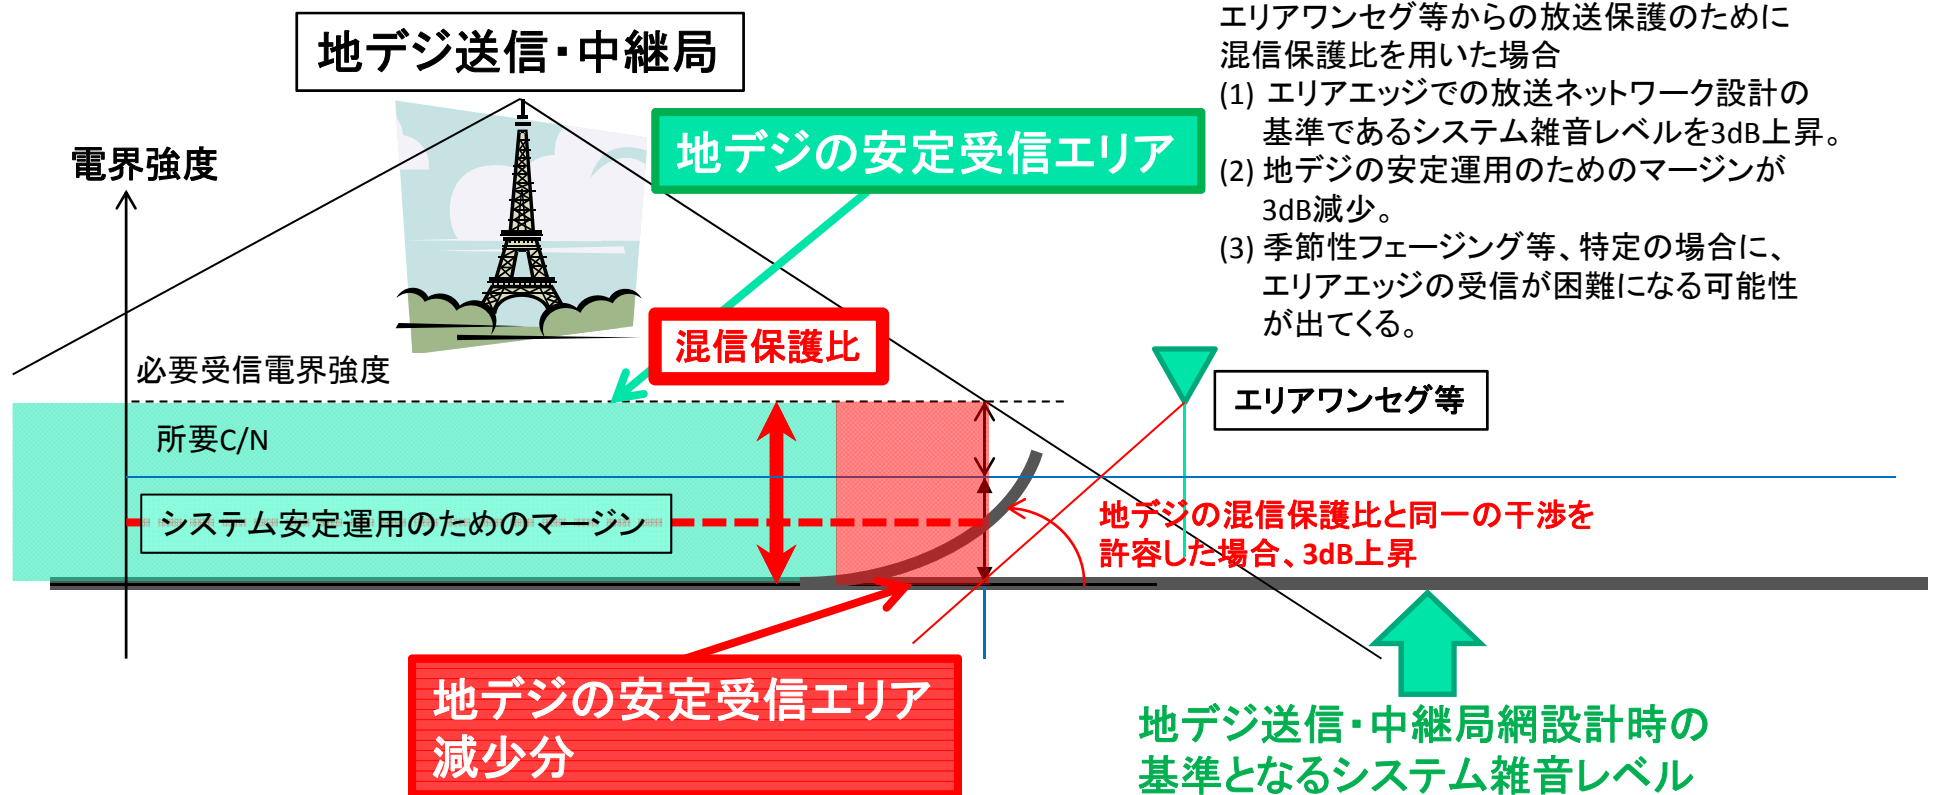 地デジ送信・中継局
エリアワンセグ等からの放送保護のために
混信保護比を用いた場合
(1) エリアエッジでの放送ネットワーク設計の
基準であるシステム雑音レベルを3dB上昇。
(2) 地デジの安定運用のためのマージンが
3dB減少。
(3) 季節性フェージング等、特定の場合に、
エリアエッジの受信が困難になる可能性
が出てくる。
地デジの安定受信エリア
電界強度
混信保護比
必要受信電界強度
エリアワンセグ等
所要C/N
システム安定運用のためのマージン
地デジの混信保護比と同一の干渉を
許容した場合、3dB上昇
地デジの安定受信エリア
減少分
地デジ送信・中継局網設計時の
基準となるシステム雑音レベル